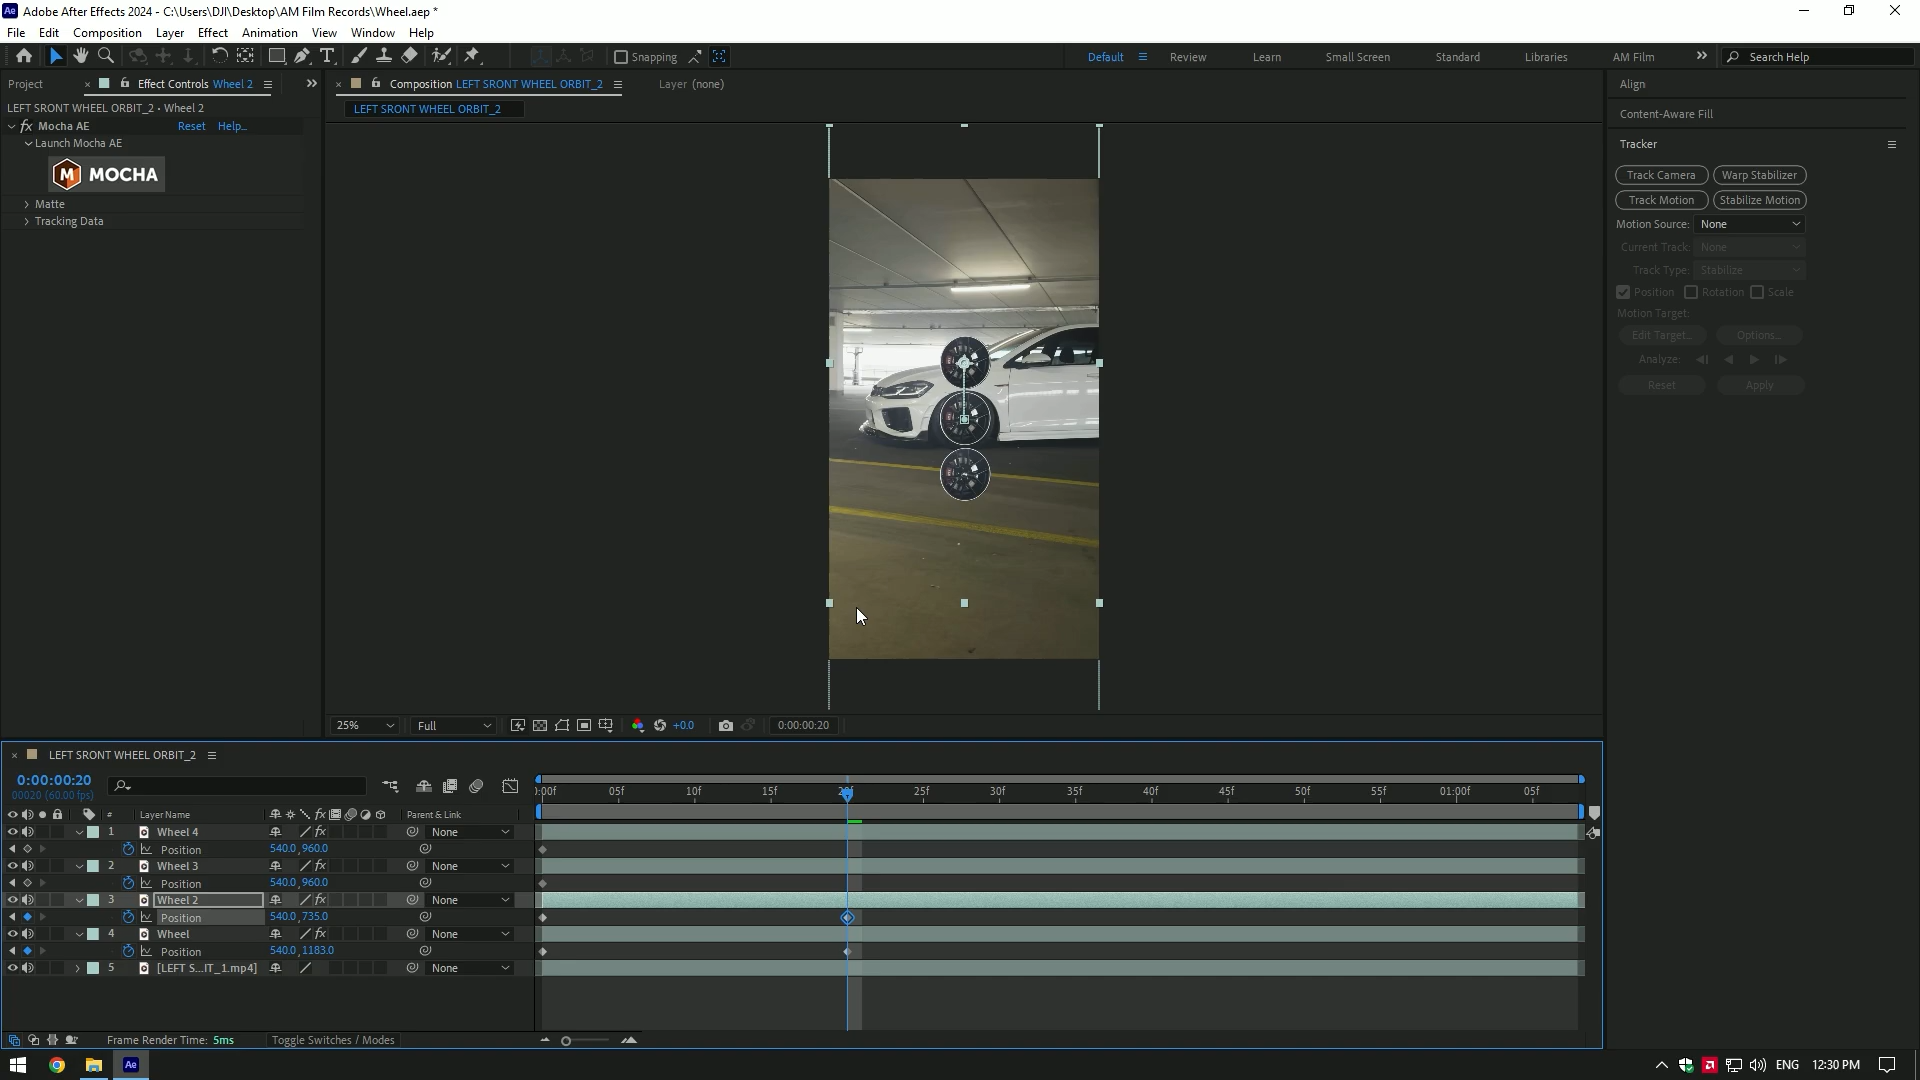 Adobe After Effects 2024 - C:\Users\DJI\Desktop\AM Film Records\Wheel.aep *
File Edit Composition Layer Effect Animation View Window Help
Snapping
Default Review Learn Small Screen Standard Libraries AM Film Search Help
Project Effect Controls Wheel 2
LEFT SRONT WHEEL ORBIT_2 • Wheel 2
fx Mocha AE Reset Help...
Launch Mocha AE
M MOCHA
Matte
Tracking Data
Composition LEFT SRONT WHEEL ORBIT_2 Layer (none)
LEFT SRONT WHEEL ORBIT_2
Align
Content-Aware Fill
Tracker
Track Camera Warp Stabilizer
Track Motion Stabilize Motion
Motion Source: None
Current Track: None
Track Type: Stabilize
Position Rotation Scale
Motion Target:
Edit Target... Options...
Analyze:
Reset Apply
25% Full +0.0 0:00:00:20
LEFT SRONT WHEEL ORBIT_2
0:00:00:20
00020 (60.00 fps)
:00f 05f 10f 15f 20f 25f 30f 35f 40f 45f 50f 55f 01:00f 05f
# Layer Name fx Parent & Link
1 Wheel 4 fx None
Position 540.0,960.0
2 Wheel 3 fx None
Position 540.0,960.0
3 Wheel 2 fx None
Position 540.0,735.0
4 Wheel fx None
Position 540.0,1183.0
5 [LEFT S...IT_1.mp4] None
Frame Render Time: 5ms Toggle Switches / Modes
Ae ENG 12:30 PM